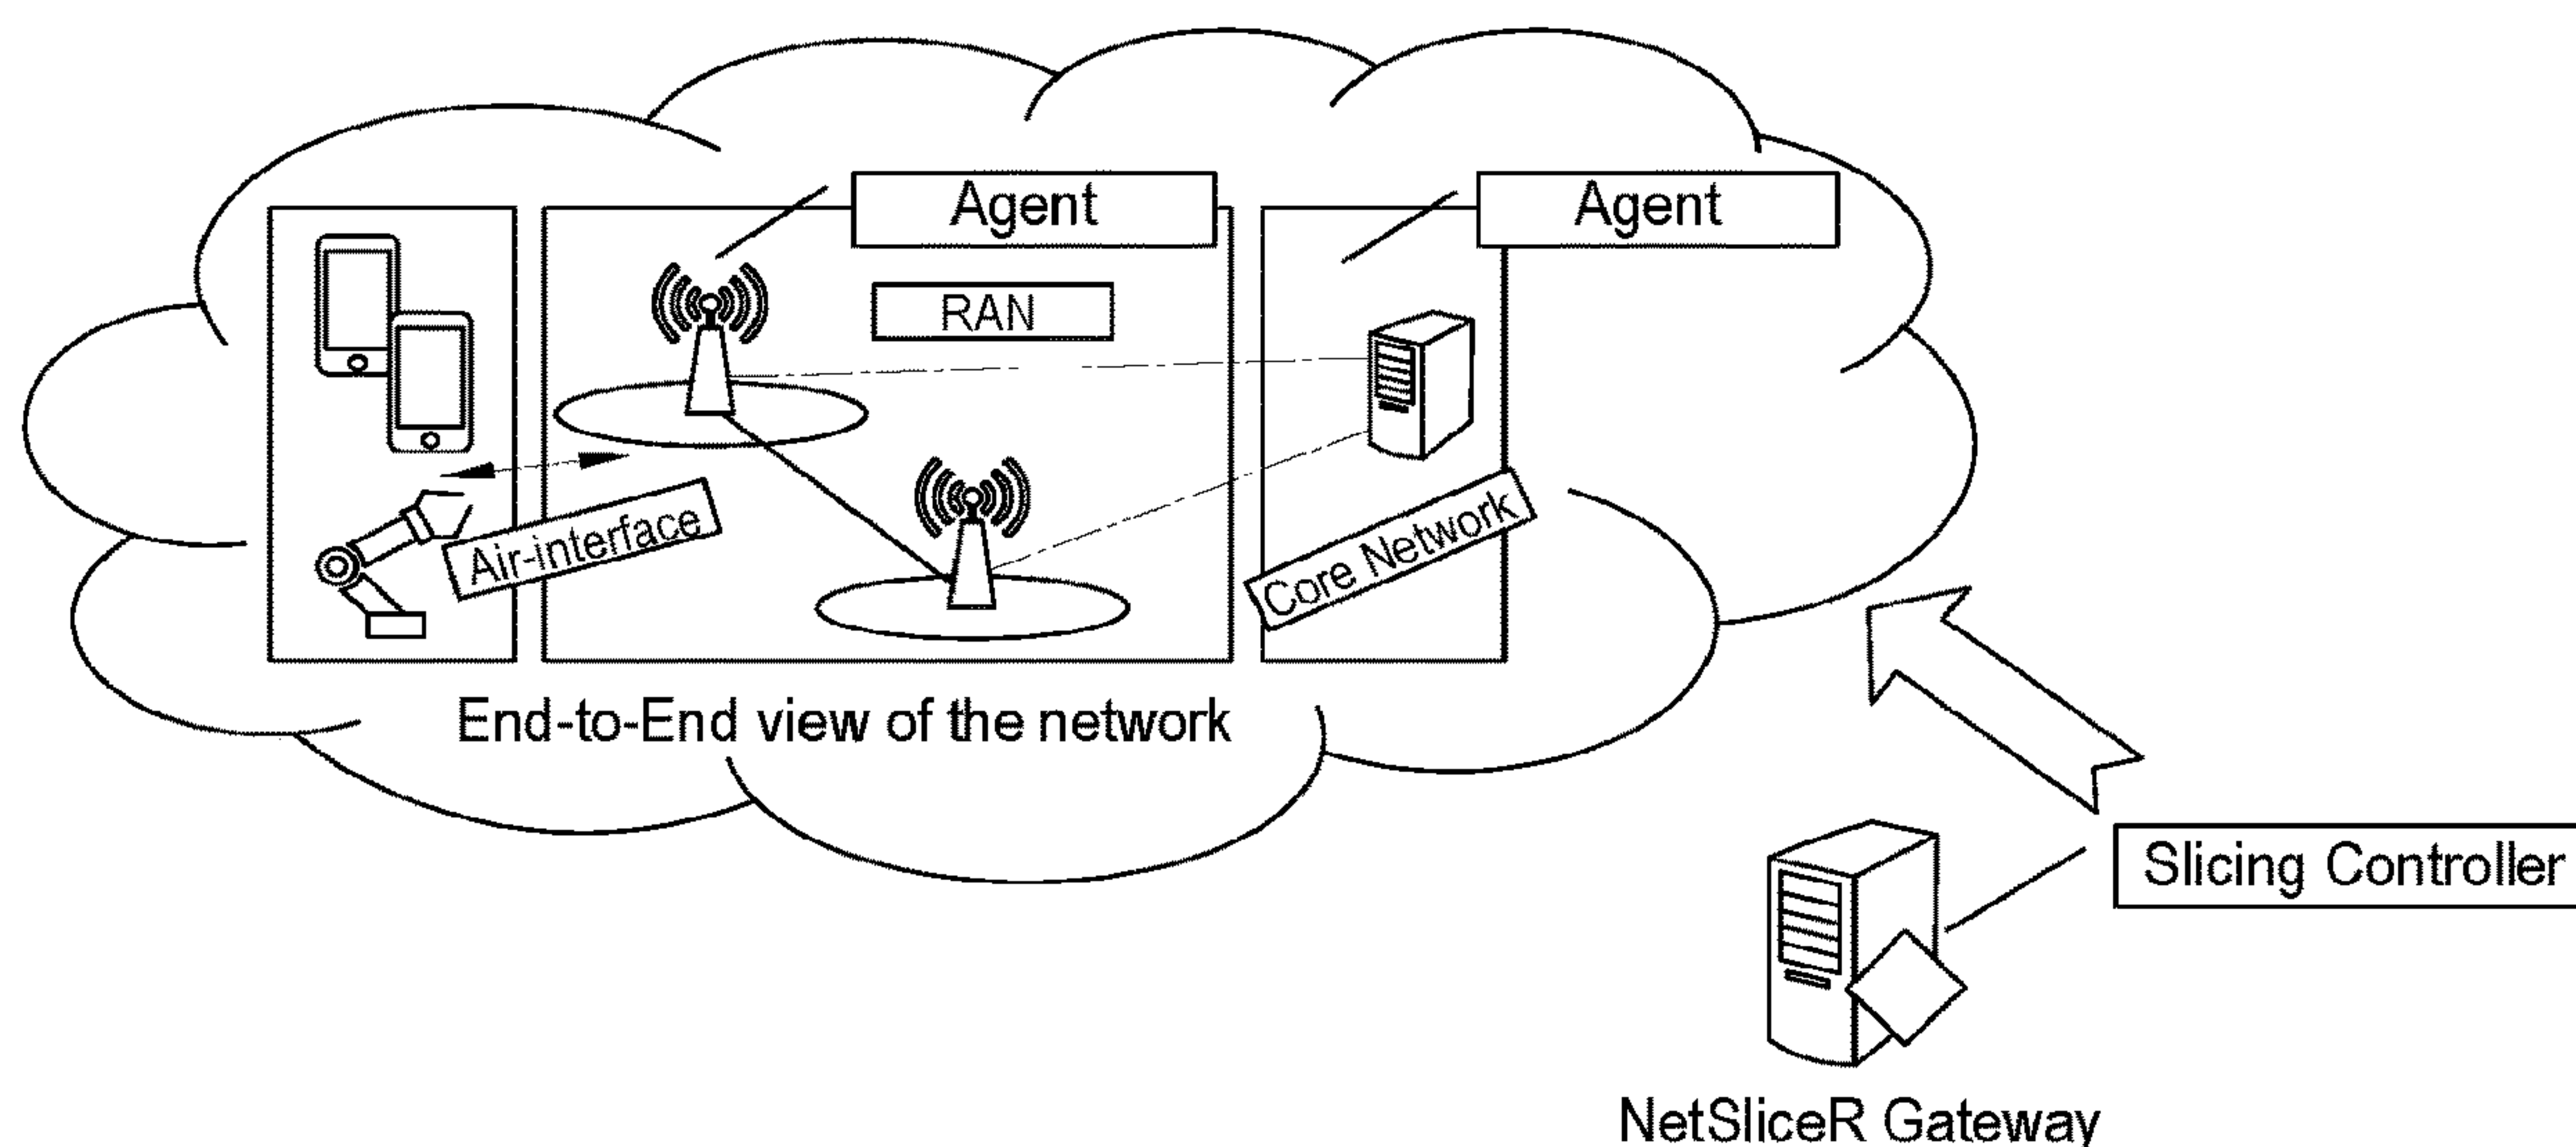 Agent
Agent
RAN
Air-interface
Core Network
End-to-End view of the network
Slicing Controller
NetSliceR Gateway